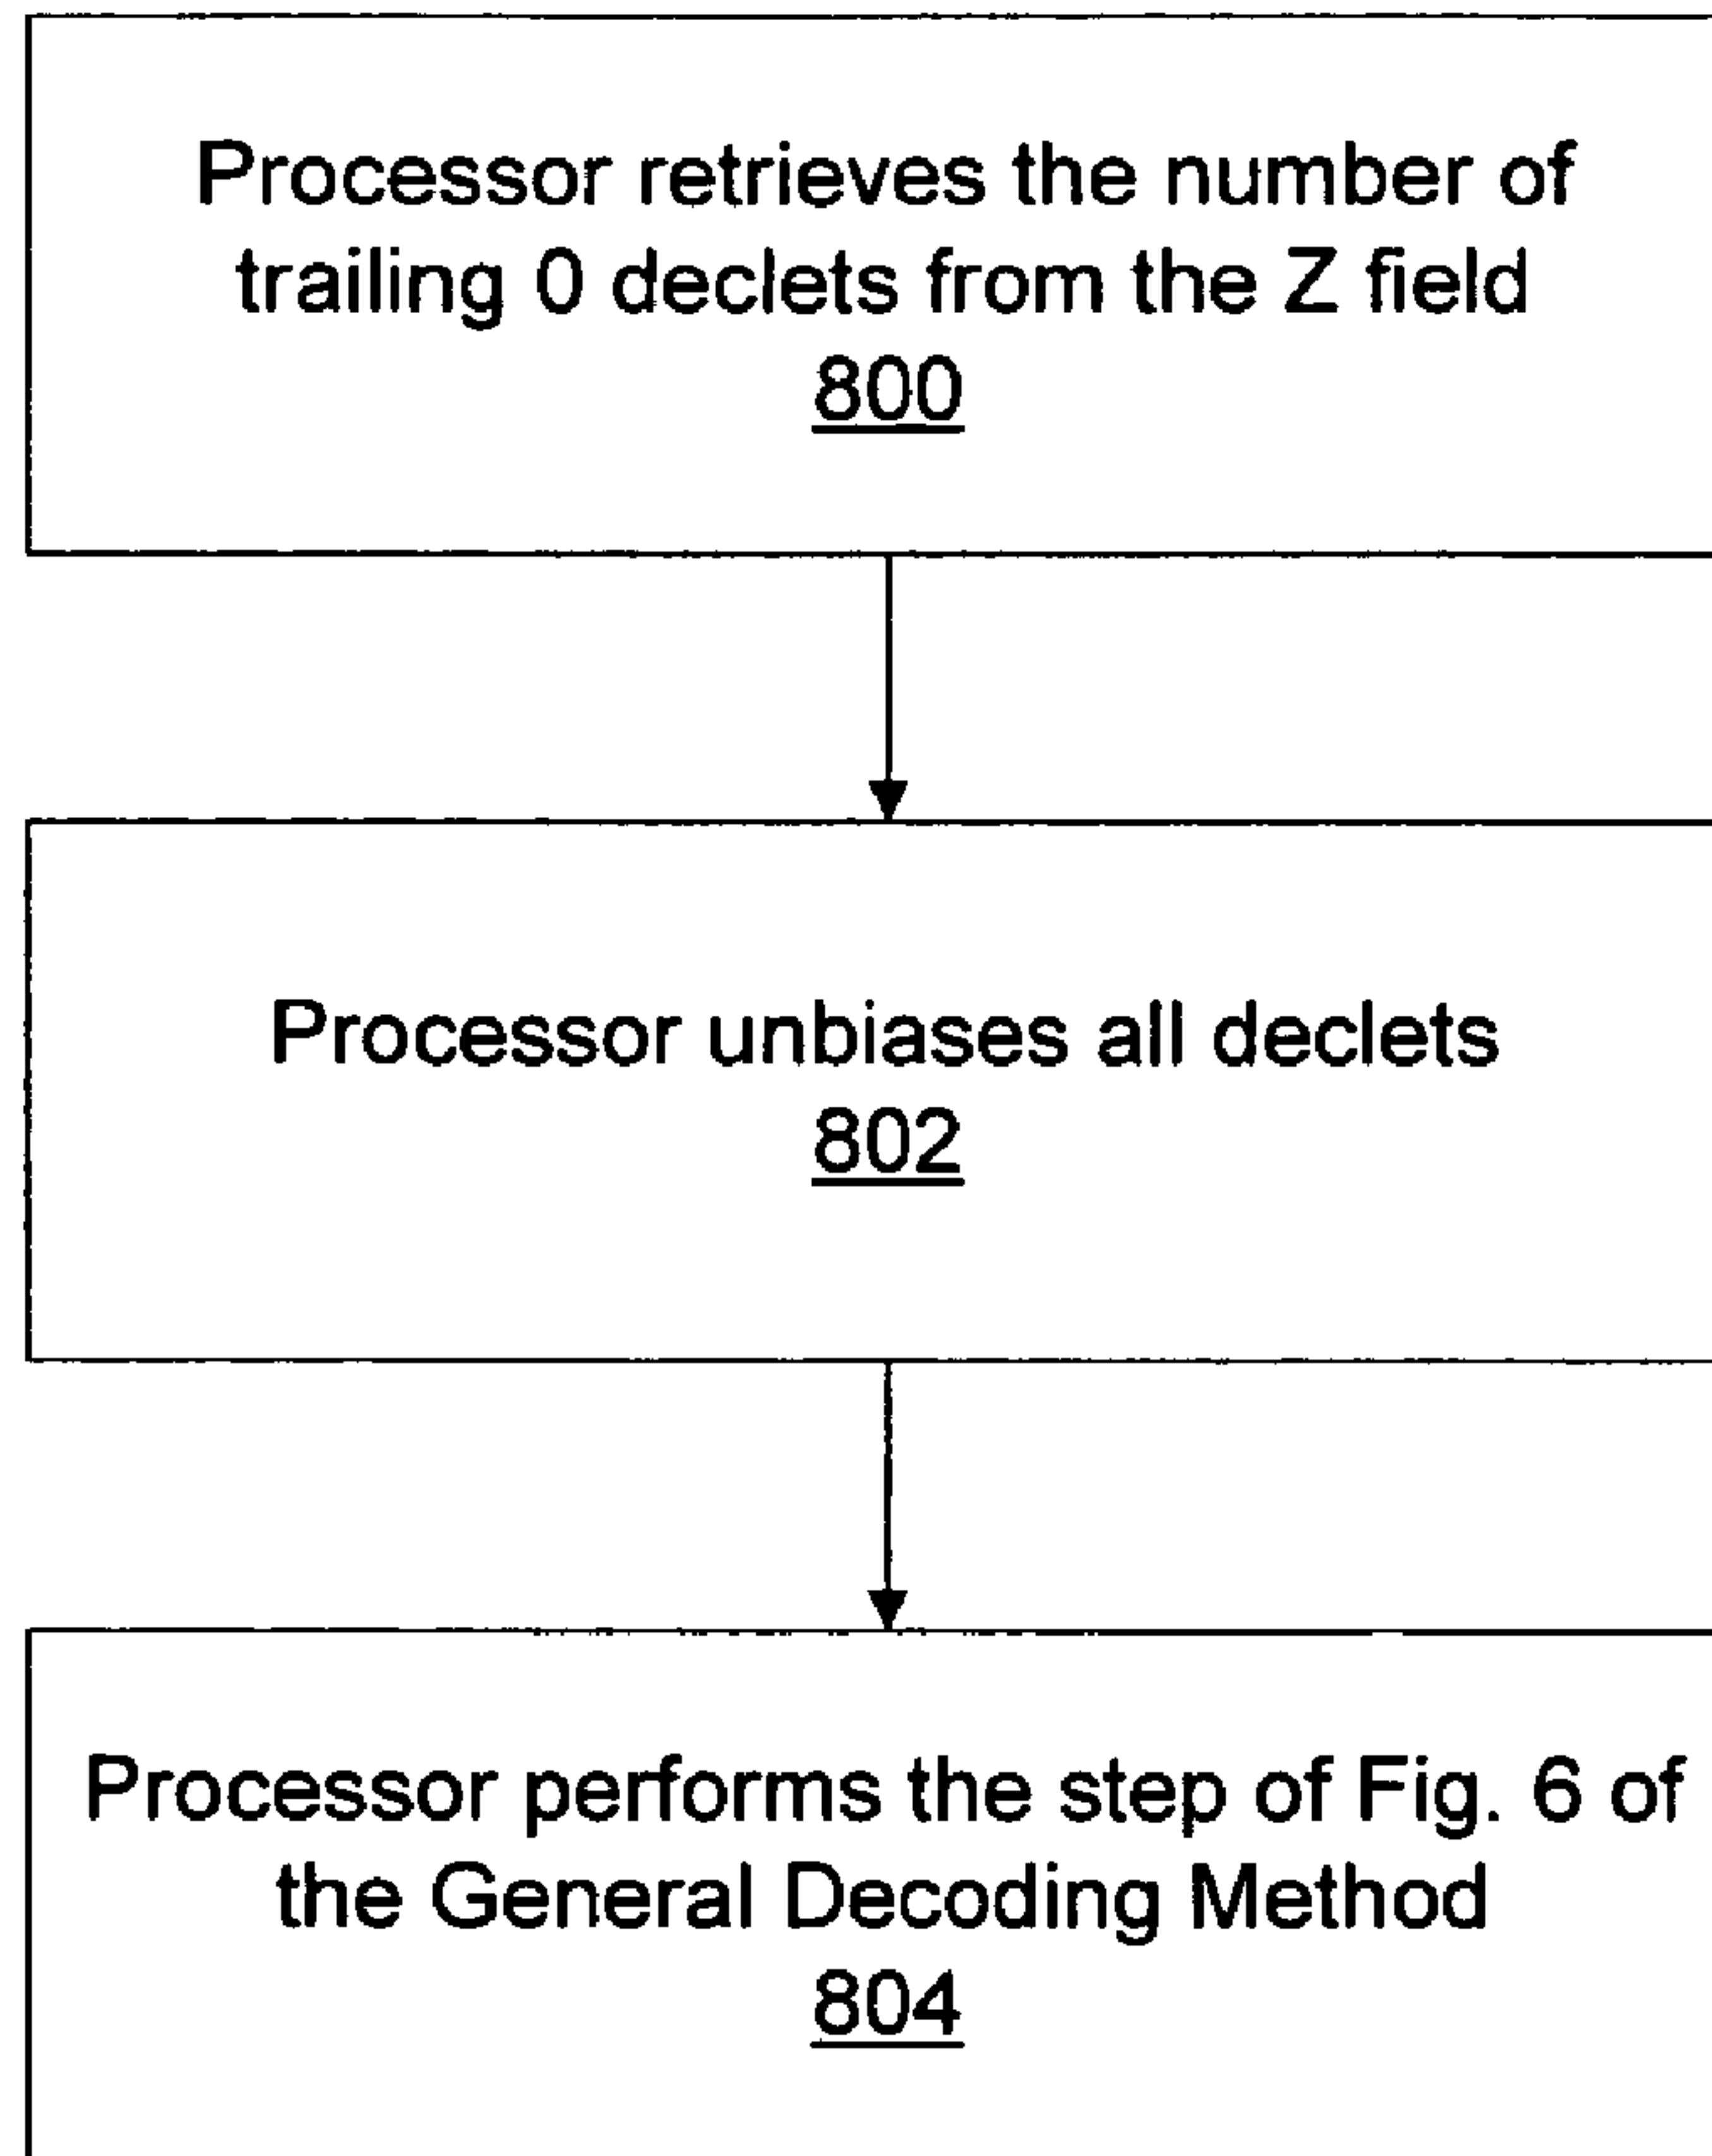 Processor retrieves the number of
trailing 0 declets from the Z field
800
Processor unbiases all declets
802
Processor performs the step of Fig. 6 of
the General Decoding Method
804